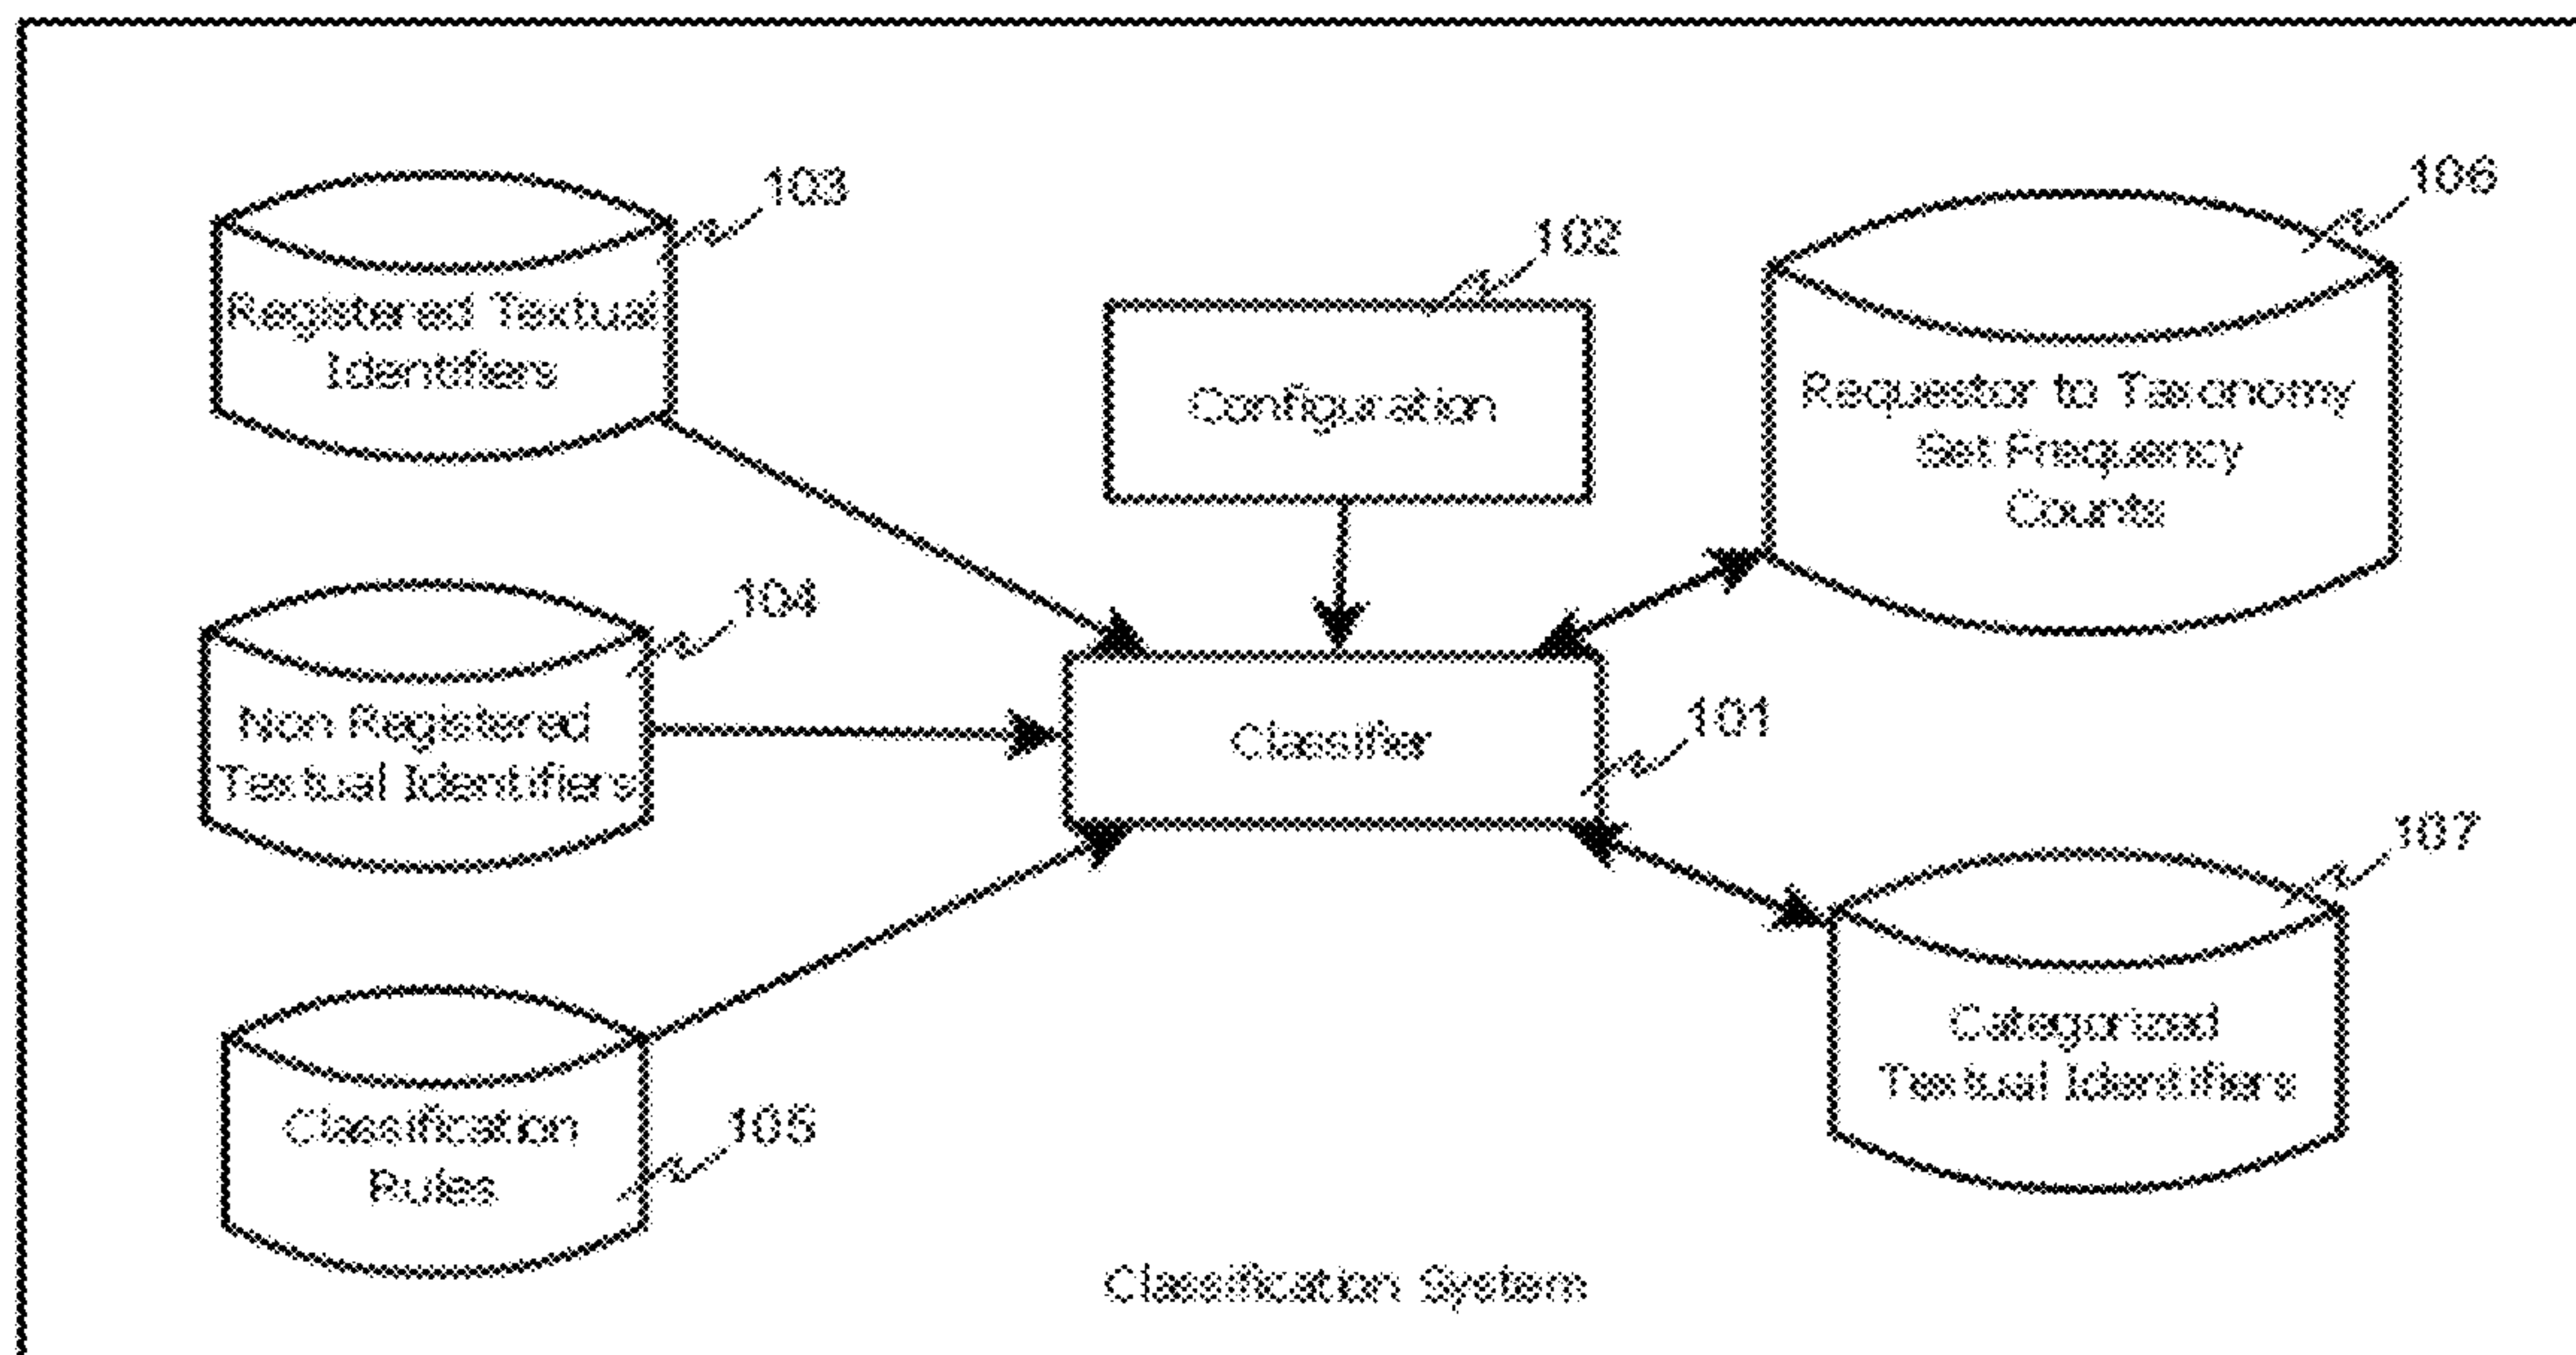 103
Registered Textual
Identifiers
102
Configuration
106
Requestor to Taxonomy
Set Frequency
Counts
104
Non Registered
Textual Identifiers
Classifier
101
105
Classification
Rules
107
Categorized
Textual Identifiers
Classification System